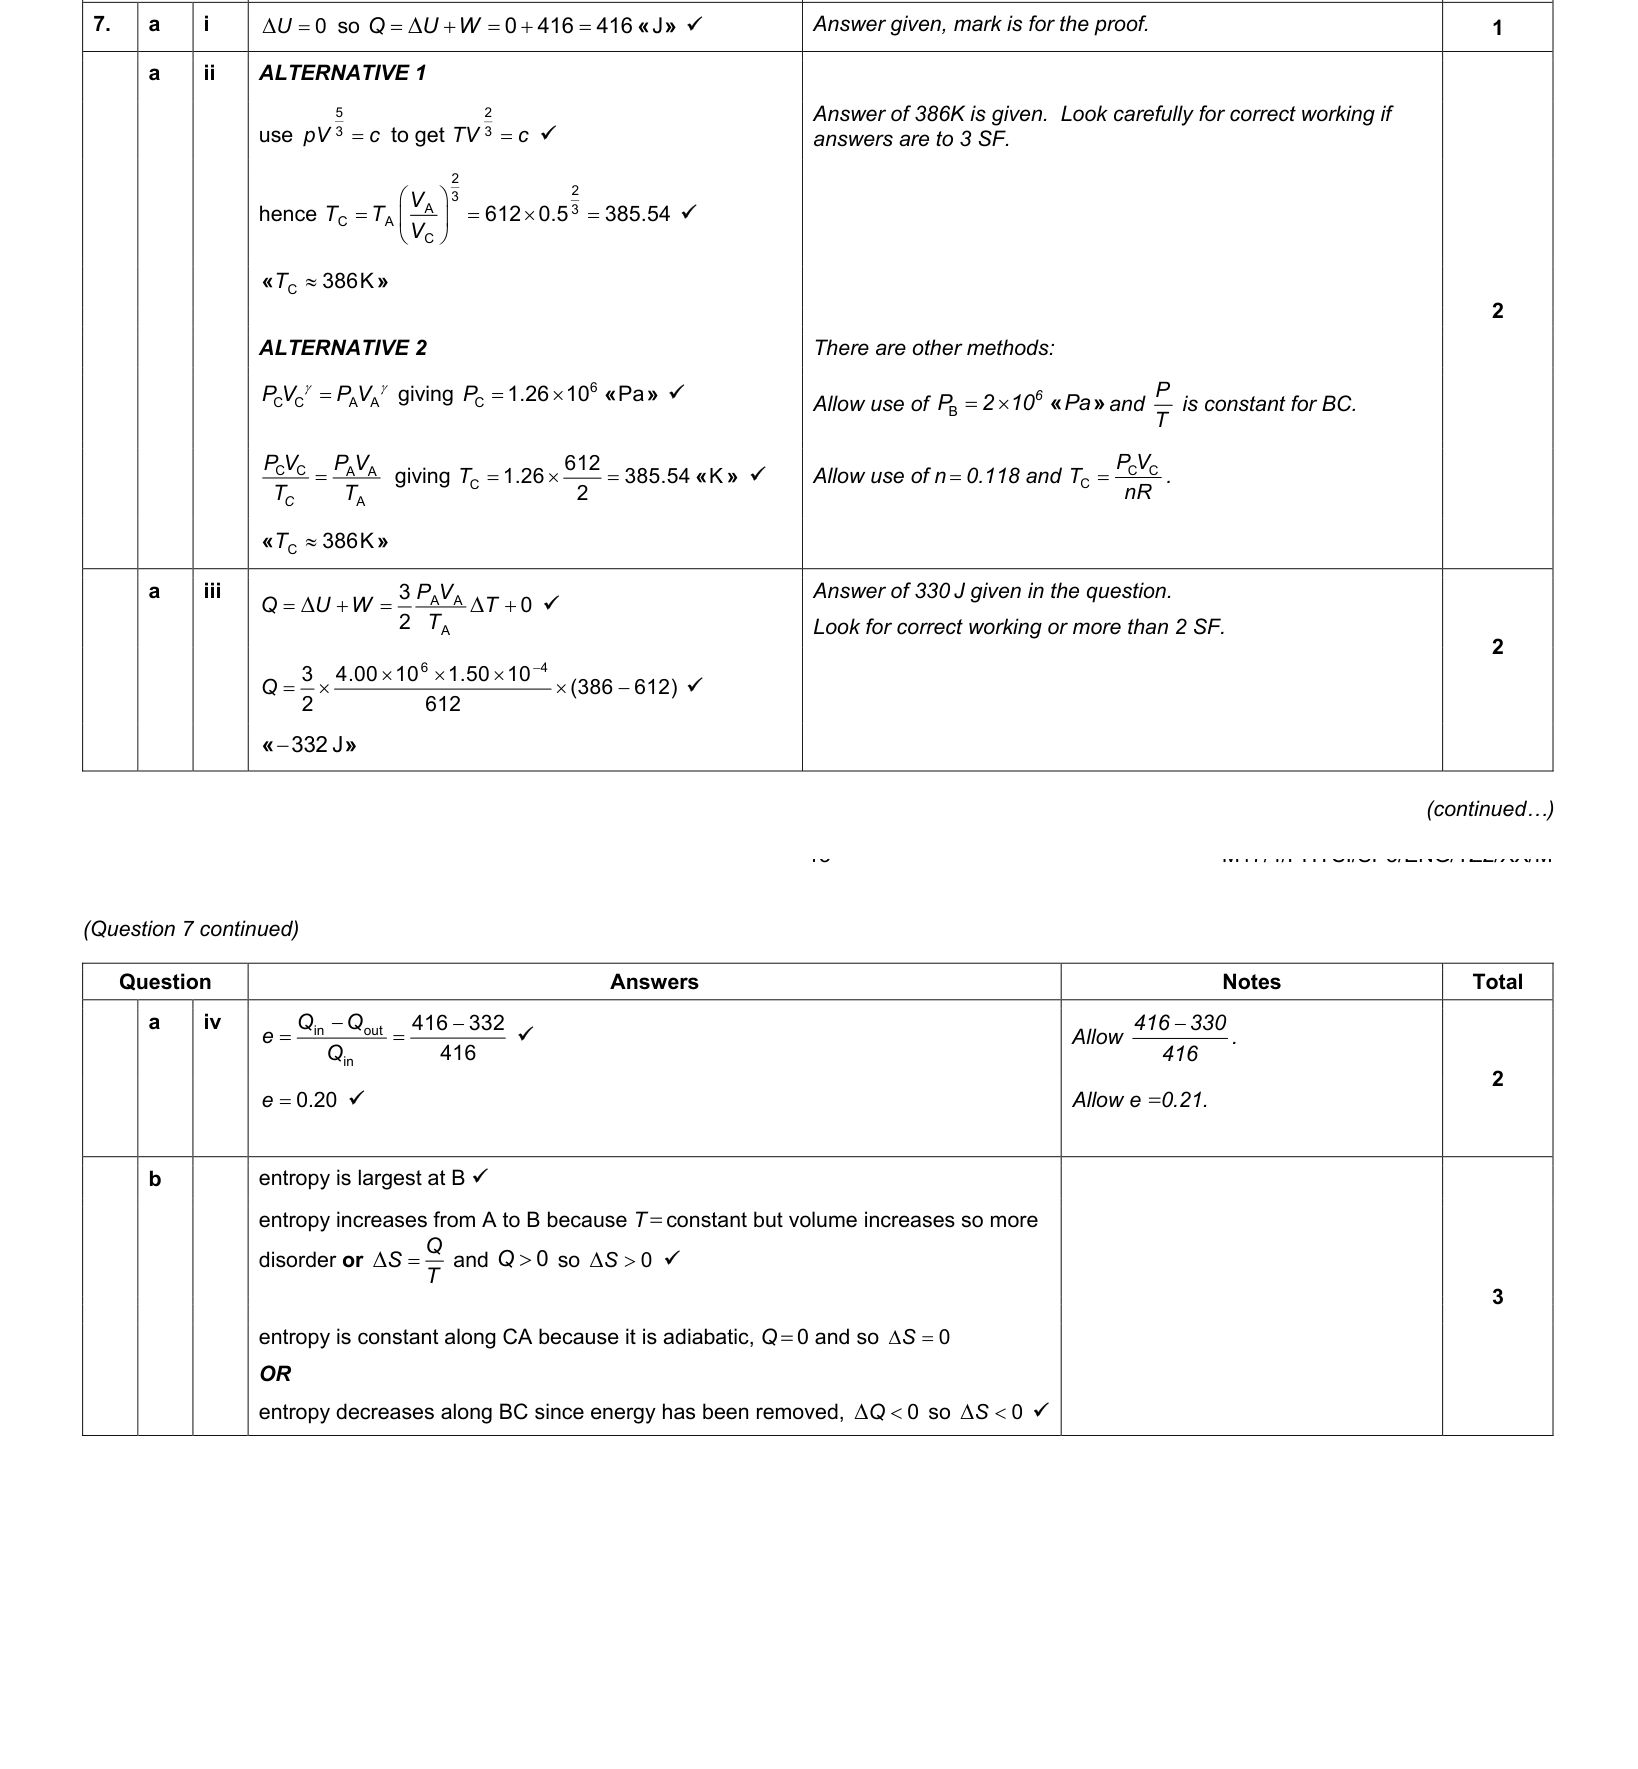 7. a i ΔU = 0 so Q = ΔU + W = 0 + 416 = 416 «J» ✓ Answer given, mark is for the proof. 1
a ii ALTERNATIVE 1
use pV^(5/3) = c to get TV^(2/3) = c ✓ Answer of 386K is given. Look carefully for correct working if answers are to 3 SF.
hence T_C = T_A (V_A/V_C)^(2/3) = 612 × 0.5^(2/3) = 385.54 ✓
«T_C ≈ 386K»
2
ALTERNATIVE 2 There are other methods:
P_C V_C^γ = P_A V_A^γ giving P_C = 1.26 × 10^6 «Pa» ✓ Allow use of P_B = 2×10^6 «Pa» and P/T is constant for BC.
P_C V_C/T_C = P_A V_A/T_A giving T_C = 1.26 × 612/2 = 385.54 «K» ✓ Allow use of n = 0.118 and T_C = P_C V_C/nR.
«T_C ≈ 386K»
a iii Q = ΔU + W = 3/2 P_A V_A/T_A ΔT + 0 ✓ Answer of 330 J given in the question.
Look for correct working or more than 2 SF.
2
Q = 3/2 × 4.00×10^6 × 1.50×10^−4/612 × (386 − 612) ✓
«−332 J»
(continued…)
(Question 7 continued)
Question Answers Notes Total
a iv e = Q_in − Q_out/Q_in = 416 − 332/416 ✓ Allow 416 − 330/416.
2
e = 0.20 ✓ Allow e =0.21.
b entropy is largest at B ✓
entropy increases from A to B because T = constant but volume increases so more
disorder or ΔS = Q/T and Q > 0 so ΔS > 0 ✓
3
entropy is constant along CA because it is adiabatic, Q = 0 and so ΔS = 0
OR
entropy decreases along BC since energy has been removed, ΔQ < 0 so ΔS < 0 ✓